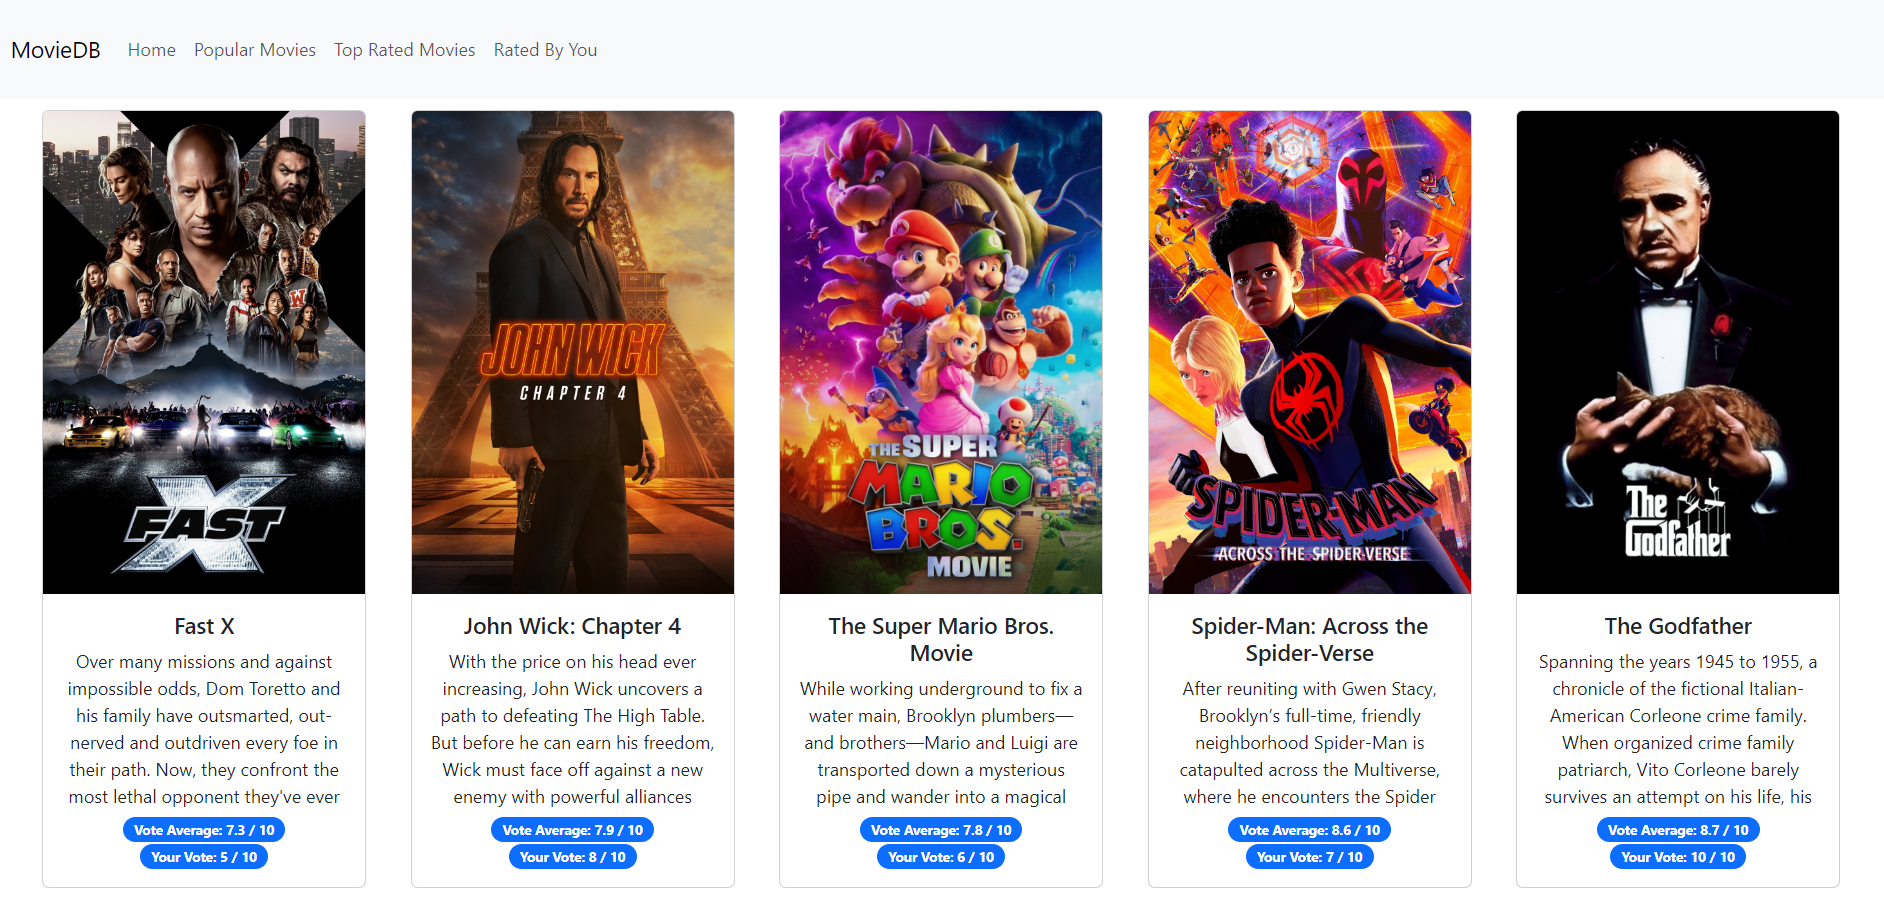 MovieDB Home Popular Movies Top Rated Movies Rated By You
FAST X
JOHN WICK
CHAPTER 4
THE SUPER
MARIO
BROS.
MOVIE
SPIDER-MAN
ACROSS THE SPIDER-VERSE
The
Godfather
Fast X
Over many missions and against
impossible odds, Dom Toretto and
his family have outsmarted, out-
nerved and outdriven every foe in
their path. Now, they confront the
most lethal opponent they've ever
Vote Average: 7.3 / 10
Your Vote: 5 / 10
John Wick: Chapter 4
With the price on his head ever
increasing, John Wick uncovers a
path to defeating The High Table.
But before he can earn his freedom,
Wick must face off against a new
enemy with powerful alliances
Vote Average: 7.9 / 10
Your Vote: 8 / 10
The Super Mario Bros.
Movie
While working underground to fix a
water main, Brooklyn plumbers—
and brothers—Mario and Luigi are
transported down a mysterious
pipe and wander into a magical
Vote Average: 7.8 / 10
Your Vote: 6 / 10
Spider-Man: Across the
Spider-Verse
After reuniting with Gwen Stacy,
Brooklyn’s full-time, friendly
neighborhood Spider-Man is
catapulted across the Multiverse,
where he encounters the Spider
Vote Average: 8.6 / 10
Your Vote: 7 / 10
The Godfather
Spanning the years 1945 to 1955, a
chronicle of the fictional Italian-
American Corleone crime family.
When organized crime family
patriarch, Vito Corleone barely
survives an attempt on his life, his
Vote Average: 8.7 / 10
Your Vote: 10 / 10